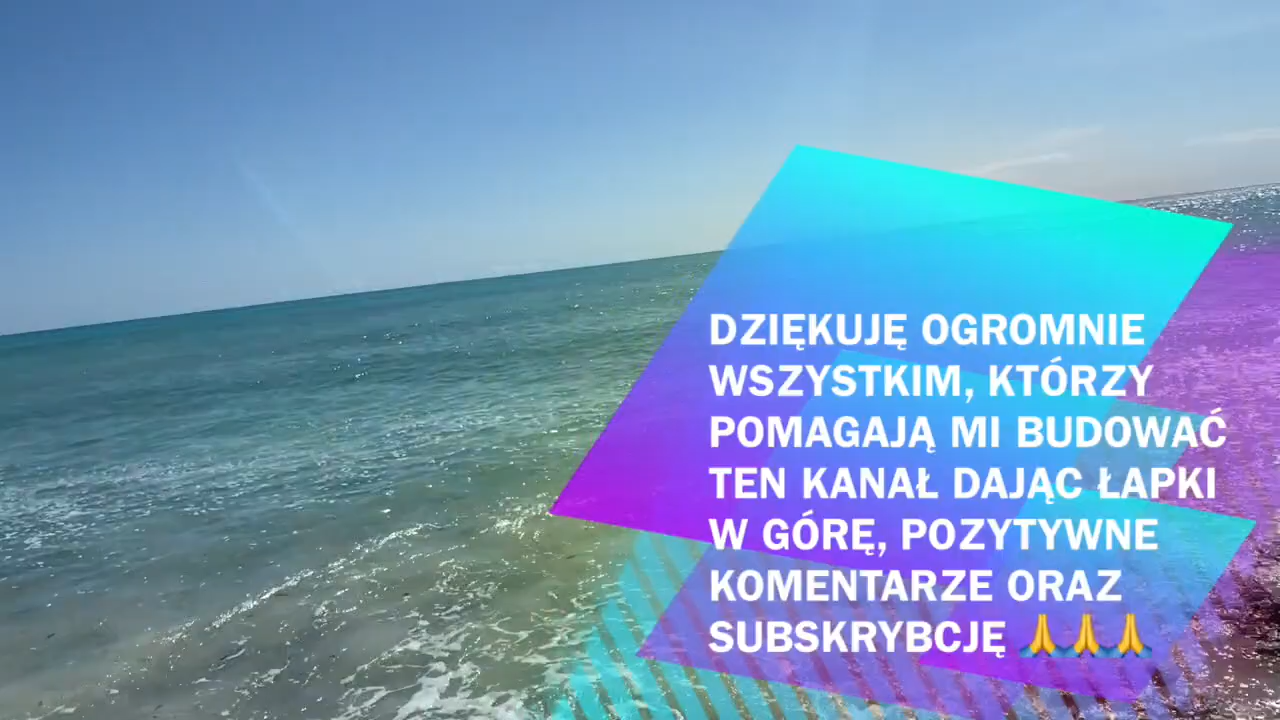 DZIĘKUJĘ OGROMNIE
WSZYSTKIM, KTÓRZY
POMAGAJĄ MI BUDOWAĆ
TEN KANAŁ DAJĄC ŁAPKI
W GÓRĘ, POZYTYWNE
KOMENTARZE ORAZ
SUBSKRYBCJĘ 🙏🙏🙏